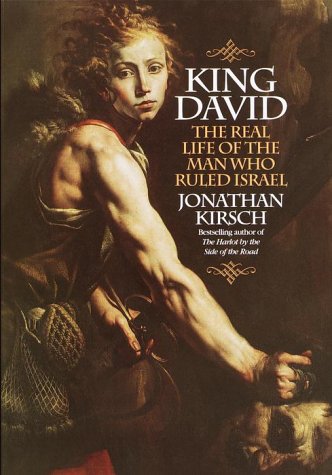 KING
DAVID
THE REAL
LIFE OF THE
MAN WHO
RULED ISRAEL
JONATHAN
KIRSCH
Bestselling author of
The Harlot by the
Side of the Road